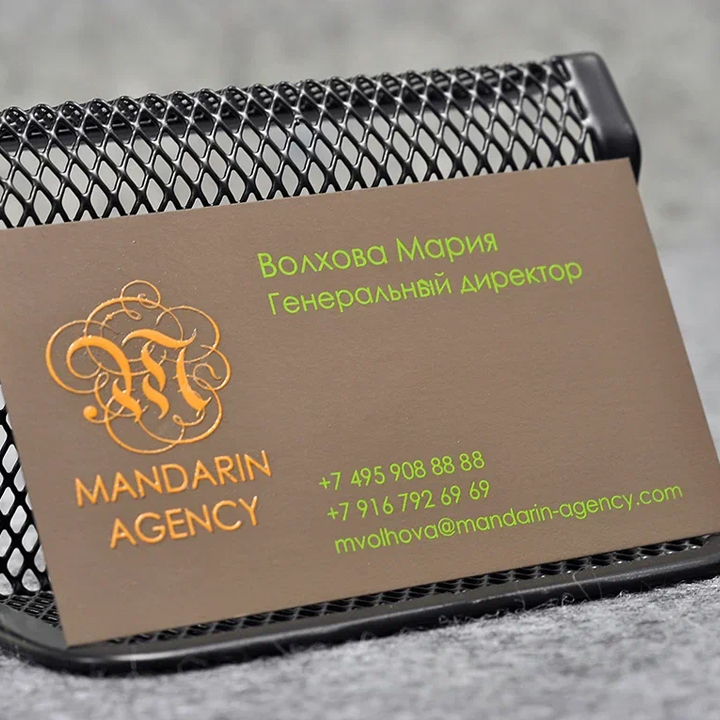 Волхова Мария
Генеральный директор
MANDARIN
AGENCY
+7 495 908 88 88
+7 916 792 69 69
mvolhova@mandarin-agency.com